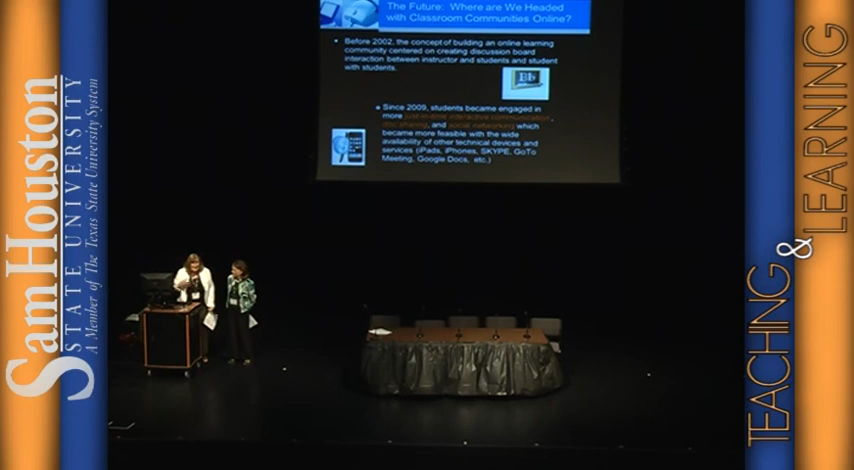 Sam Houston
STATE UNIVERSITY
A Member of The Texas State University System
The Future: Where are We Headed
with Classroom Communities Online?
Before 2002, the concept of building an online learning
community centered on creating discussion board
interaction between instructor and students and student
with students.
Bb
Since 2009, students became engaged in
more just-in-time interactive communication,
doc sharing, and social networking which
became more feasible with the wide
availability of other technical devices and
services (iPads, iPhones, SKYPE, GoTo
Meeting, Google Docs, etc.)
TEACHING & LEARNING